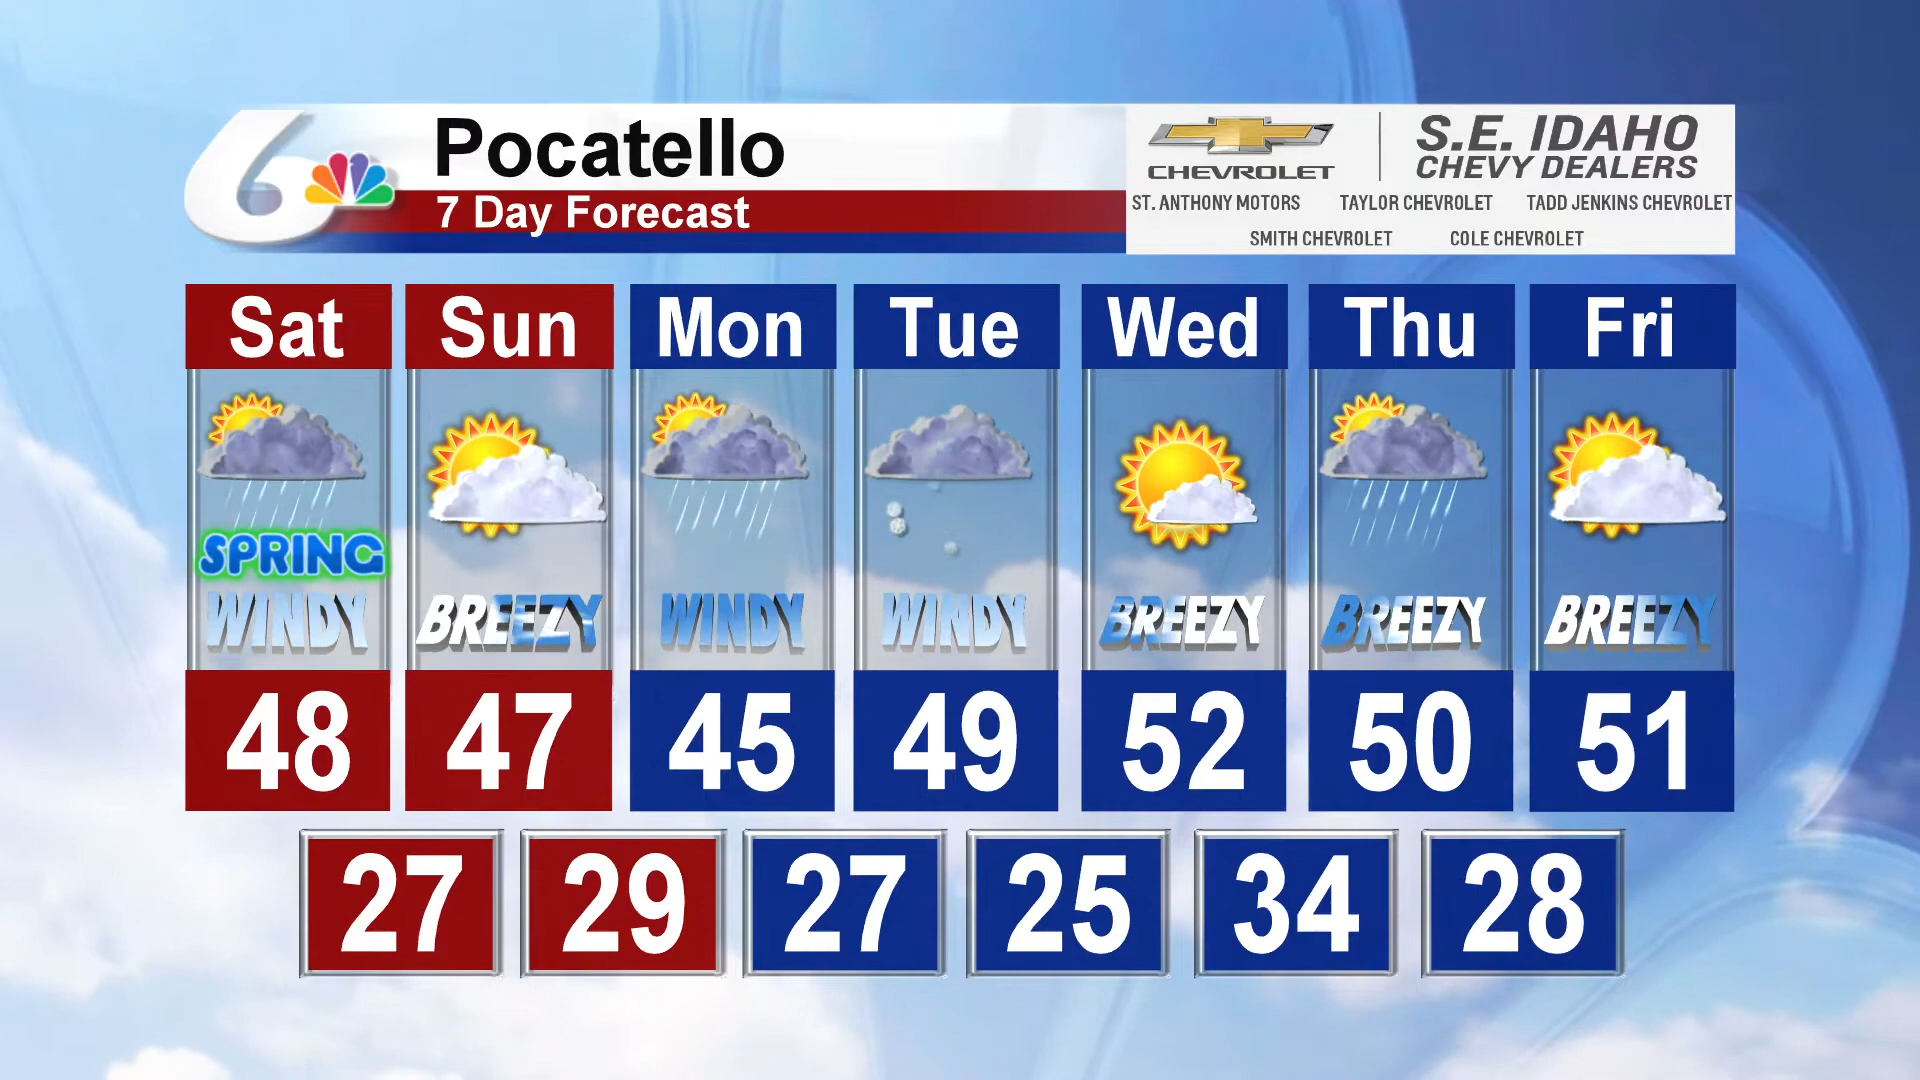 6
Pocatello
7 Day Forecast
CHEVROLET
S.E. IDAHO
CHEVY DEALERS
ST. ANTHONY MOTORS TAYLOR CHEVROLET TADD JENKINS CHEVROLET
SMITH CHEVROLET COLE CHEVROLET
Sat Sun Mon Tue Wed Thu Fri
SPRING
WINDY BREEZY WINDY WINDY BREEZY BREEZY BREEZY
48 47 45 49 52 50 51
27 29 27 25 34 28